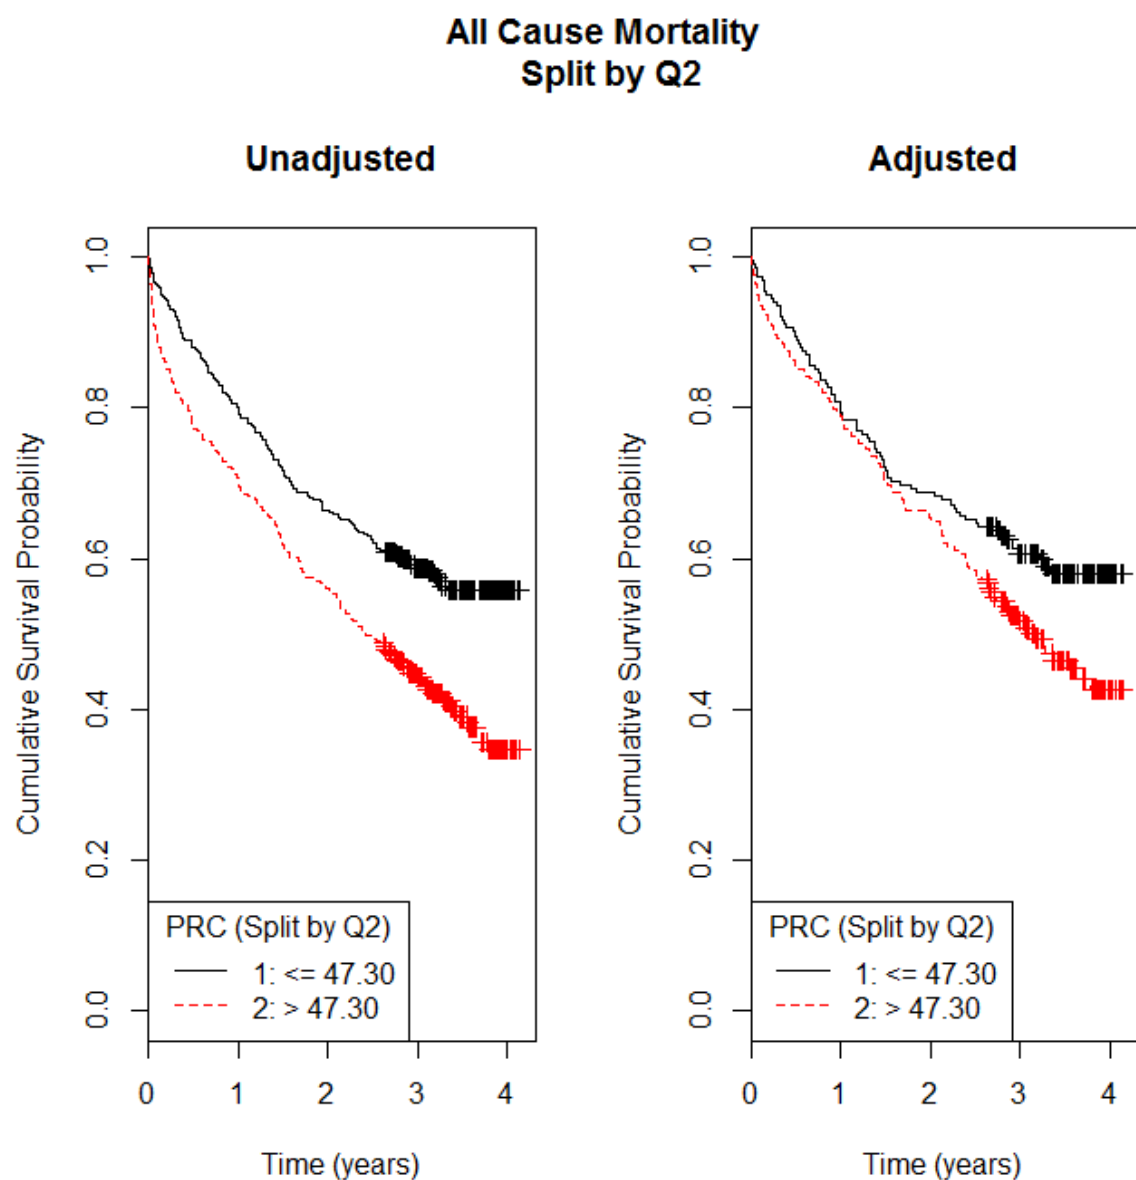 All Cause Mortality
Split by Q2
Unadjusted
Cumulative Survival Probability
1.0
0.8
0.6
0.4
0.2
0.0
PRC (Split by Q2)
1: <= 47.30
2: > 47.30
0 1 2 3 4
Time (years)
Adjusted
Cumulative Survival Probability
1.0
0.8
0.6
0.4
0.2
0.0
PRC (Split by Q2)
1: <= 47.30
2: > 47.30
0 1 2 3 4
Time (years)